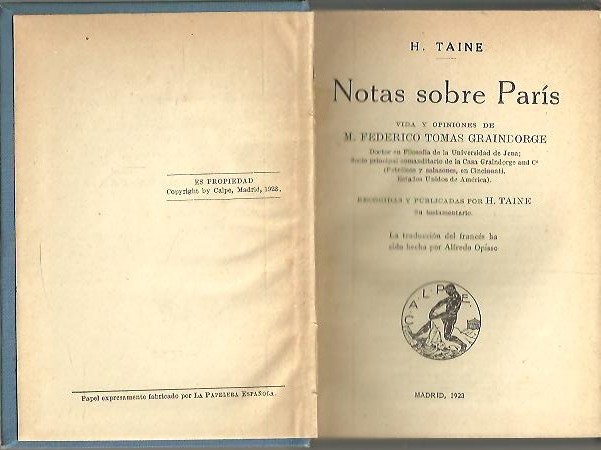 ES PROPIEDAD
Copyright by Calpe, Madrid, 1923.
Papel expresamente fabricado por LA PAPELERA ESPAÑOLA.
H. TAINE
Notas sobre París
VIDA Y OPINIONES DE
M. FEDERICO TOMAS GRAINDORGE
Doctor en Filosofía de la Universidad de Jena;
Socio principal comanditario de la Casa Graindorge and Cº
(Petróleos y salazones, en Cincinnati,
Estados Unidos de América).
RECOGIDAS Y PUBLICADAS POR H. TAINE
Su testamentario.
La traducción del francés ha
sido hecha por Alfredo Opisso
CALPE
MADRID, 1923